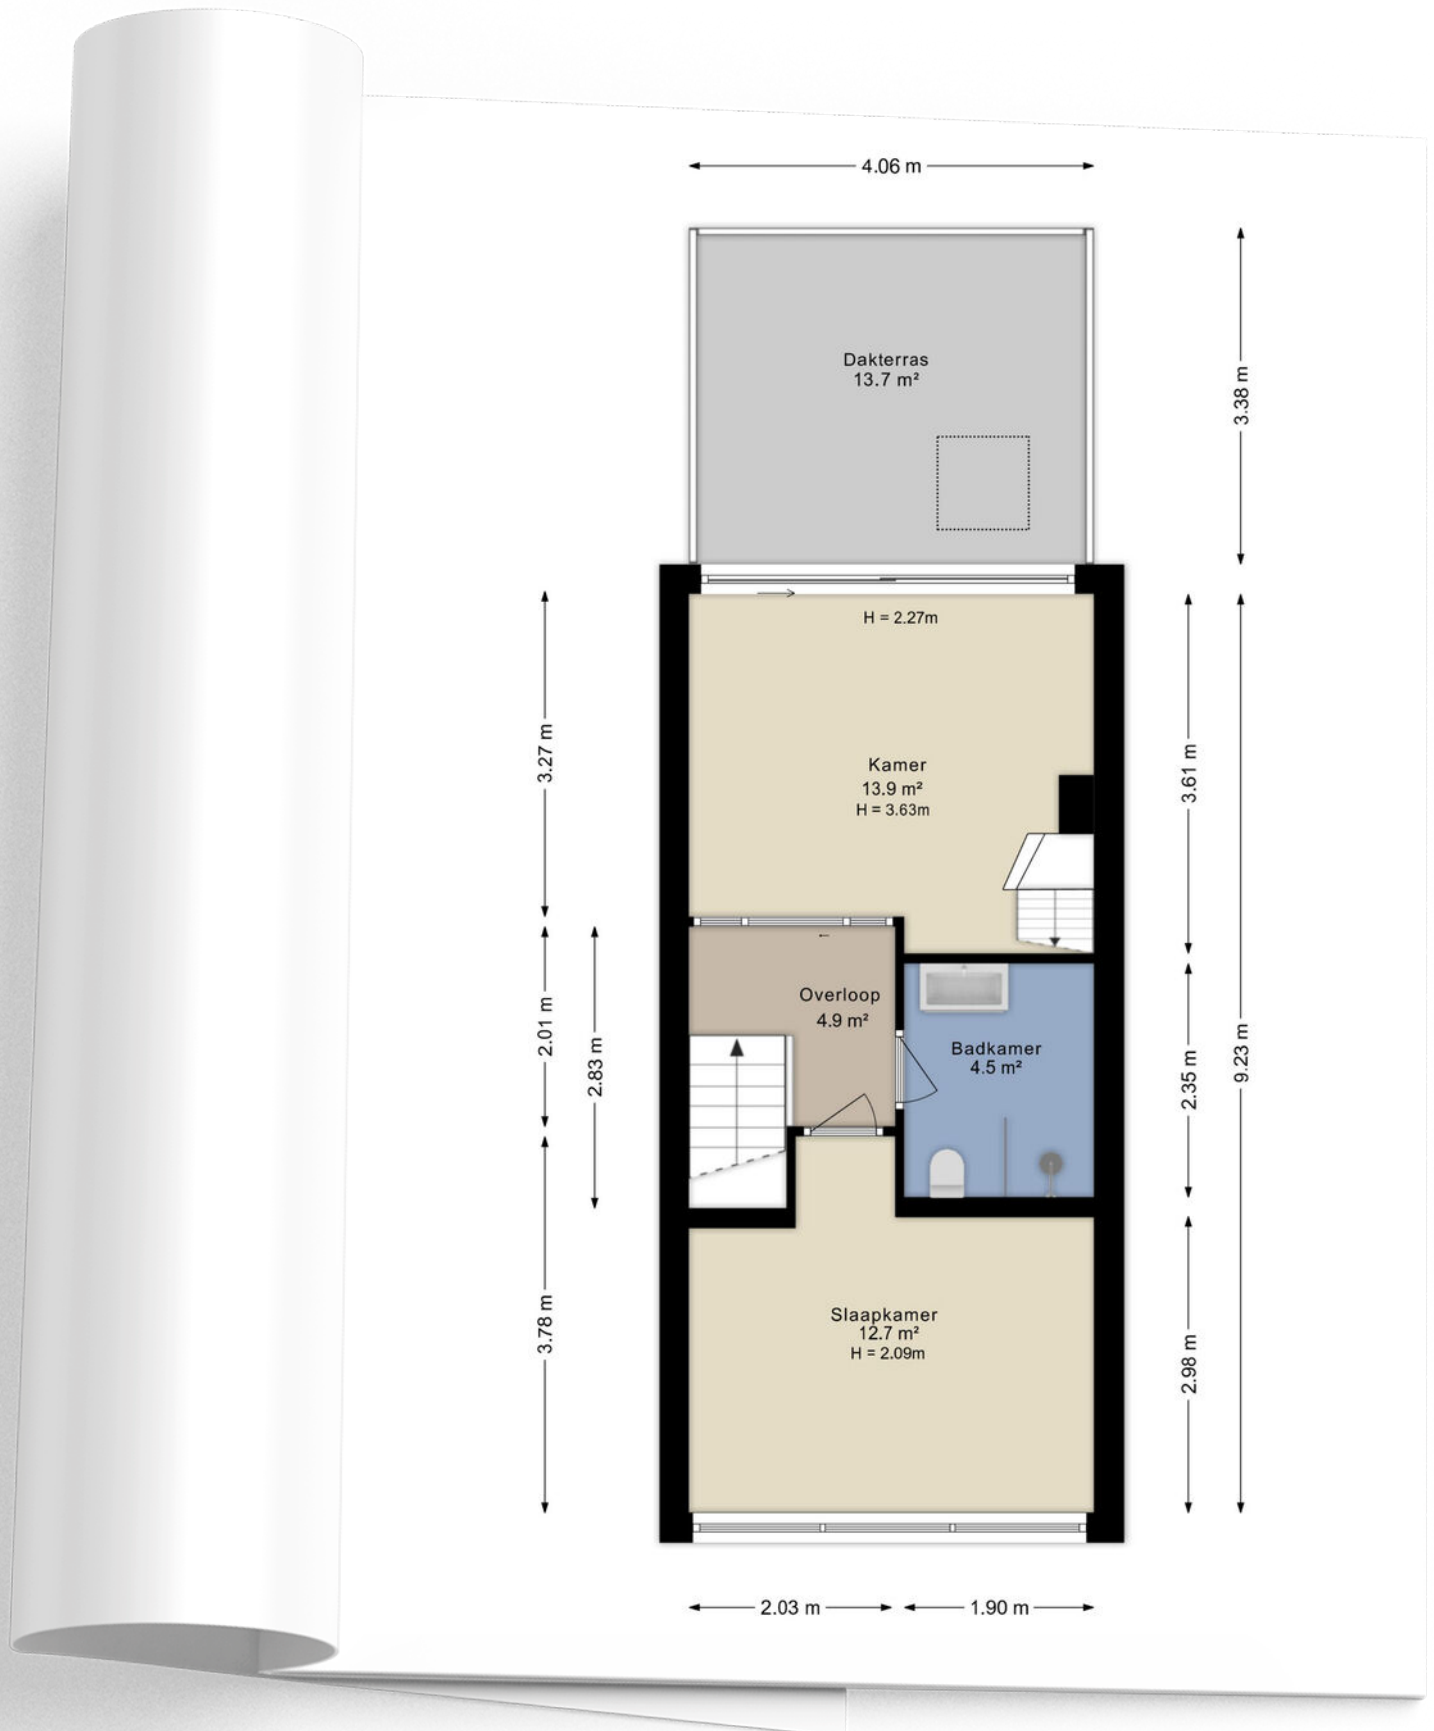 4.06 m
Dakterras
13.7 m²
3.38 m
H = 2.27m
3.27 m
Kamer
13.9 m²
H = 3.63m
3.61 m
Overloop
4.9 m²
2.01 m
2.83 m
Badkamer
4.5 m²
2.35 m
9.23 m
Slaapkamer
12.7 m²
H = 2.09m
3.78 m
2.98 m
2.03 m
1.90 m